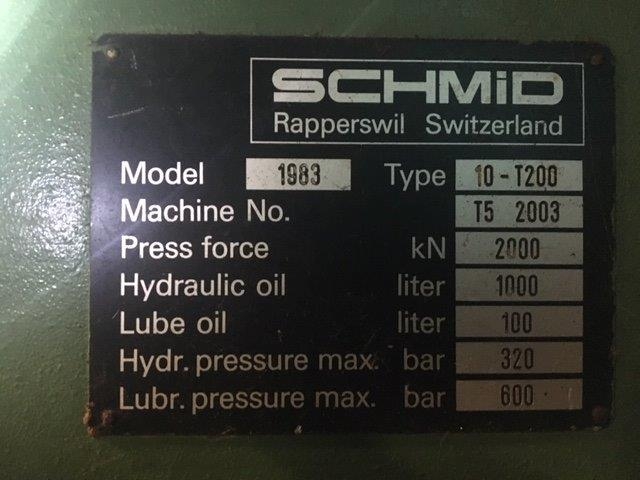 SCHMiD
Rapperswil Switzerland
Model 1983 Type 10-T200
Machine No. T5 2003
Press force kN 2000
Hydraulic oil liter 1000
Lube oil liter 100
Hydr. pressure max. bar 320
Lubr. pressure max. bar 600